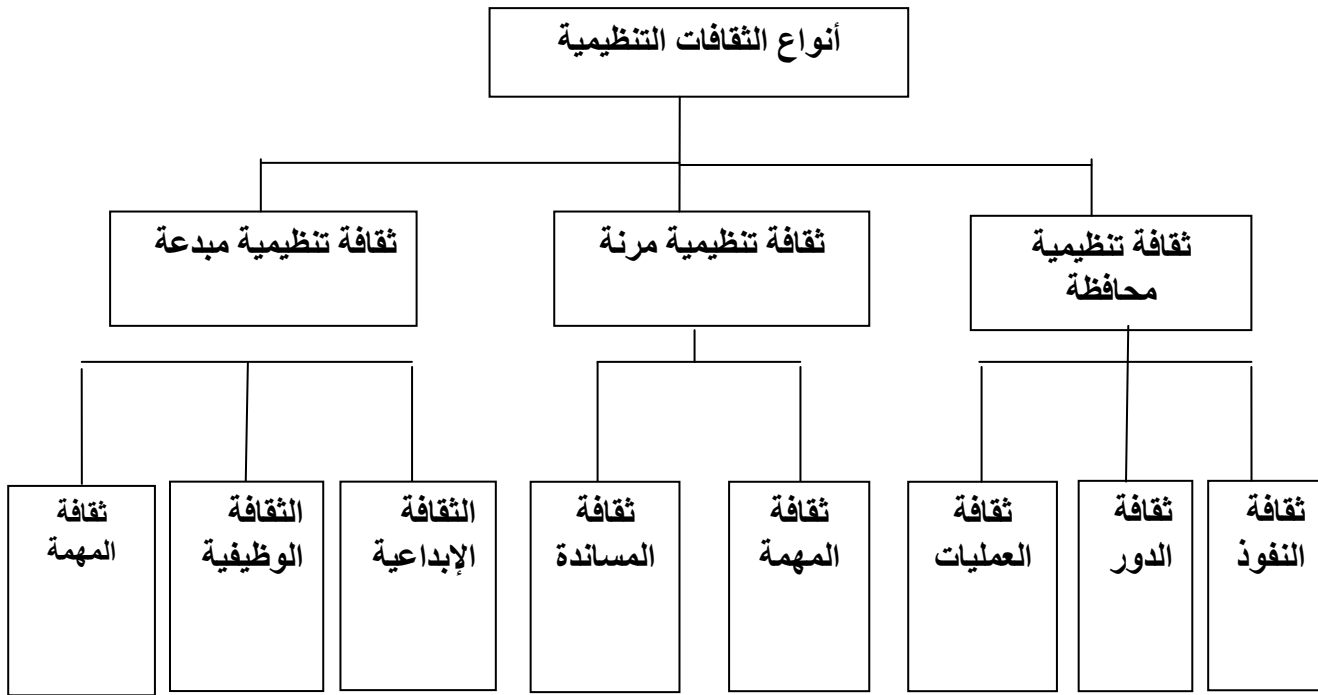 أنواع الثقافات التنظيمية
ثقافة تنظيمية
محافظة
ثقافة تنظيمية مرنة
ثقافة تنظيمية مبدعة
ثقافة
النفوذ
ثقافة
الدور
ثقافة
العمليات
ثقافة
المهمة
ثقافة
المساندة
الثقافة
الإبداعية
الثقافة
الوظيفية
ثقافة
المهمة